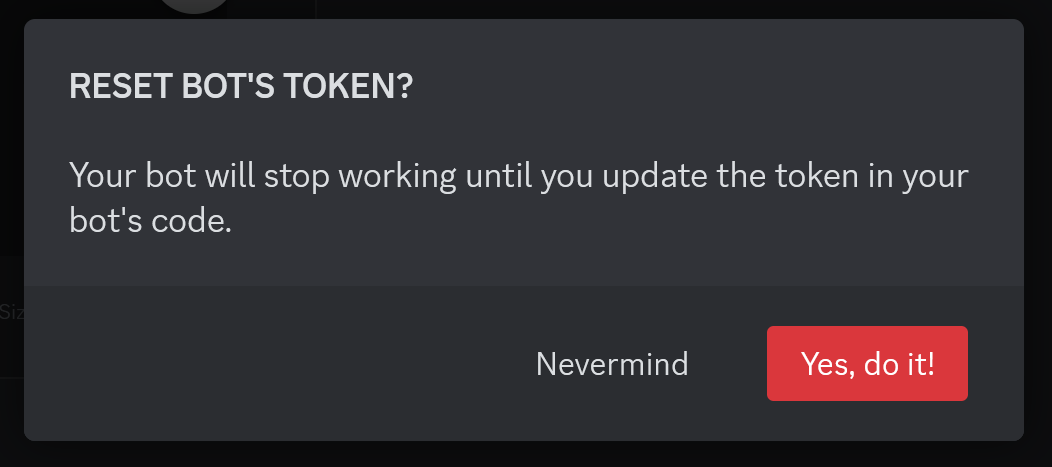 RESET BOT'S TOKEN?
Your bot will stop working until you update the token in your
bot's code.
Siz
Nevermind
Yes, do it!